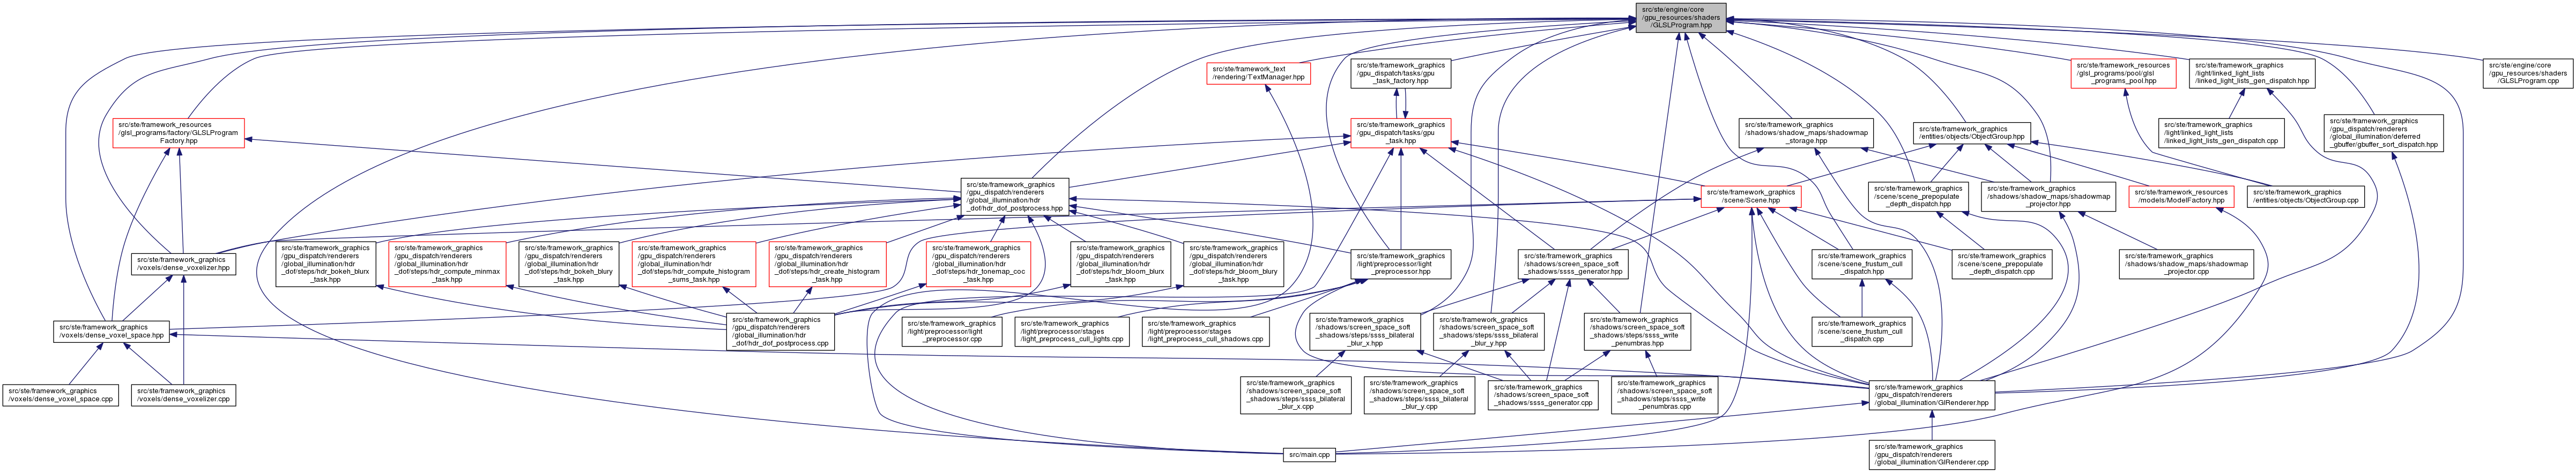 src/ste/engine/core
/gpu_resources/shaders
/GLSLProgram.hpp
src/ste/framework_text
/rendering/TextManager.hpp
src/ste/framework_graphics
/gpu_dispatch/tasks/gpu
_task_factory.hpp
src/ste/framework_resources
/glsl_programs/pool/glsl
_programs_pool.hpp
src/ste/framework_graphics
/light/linked_light_lists
/linked_light_lists_gen_dispatch.hpp
src/ste/engine/core
/gpu_resources/shaders
/GLSLProgram.cpp
src/ste/framework_resources
/glsl_programs/factory/GLSLProgram
Factory.hpp
src/ste/framework_graphics
/gpu_dispatch/tasks/gpu
_task.hpp
src/ste/framework_graphics
/shadows/shadow_maps/shadowmap
_storage.hpp
src/ste/framework_graphics
/entities/objects/ObjectGroup.hpp
src/ste/framework_graphics
/light/linked_light_lists
/linked_light_lists_gen_dispatch.cpp
src/ste/framework_graphics
/gpu_dispatch/renderers
/global_illumination/deferred
_gbuffer/gbuffer_sort_dispatch.hpp
src/ste/framework_graphics
/gpu_dispatch/renderers
/global_illumination/hdr
_dof/hdr_dof_postprocess.hpp
src/ste/framework_graphics
/scene/Scene.hpp
src/ste/framework_graphics
/scene/scene_prepopulate
_depth_dispatch.hpp
src/ste/framework_graphics
/shadows/shadow_maps/shadowmap
_projector.hpp
src/ste/framework_resources
/models/ModelFactory.hpp
src/ste/framework_graphics
/entities/objects/ObjectGroup.cpp
src/ste/framework_graphics
/voxels/dense_voxelizer.hpp
src/ste/framework_graphics
/gpu_dispatch/renderers
/global_illumination/hdr
_dof/steps/hdr_bokeh_blurx
_task.hpp
src/ste/framework_graphics
/gpu_dispatch/renderers
/global_illumination/hdr
_dof/steps/hdr_compute_minmax
_task.hpp
src/ste/framework_graphics
/gpu_dispatch/renderers
/global_illumination/hdr
_dof/steps/hdr_bokeh_blury
_task.hpp
src/ste/framework_graphics
/gpu_dispatch/renderers
/global_illumination/hdr
_dof/steps/hdr_compute_histogram
_sums_task.hpp
src/ste/framework_graphics
/gpu_dispatch/renderers
/global_illumination/hdr
_dof/steps/hdr_create_histogram
_task.hpp
src/ste/framework_graphics
/gpu_dispatch/renderers
/global_illumination/hdr
_dof/steps/hdr_tonemap_coc
_task.hpp
src/ste/framework_graphics
/gpu_dispatch/renderers
/global_illumination/hdr
_dof/steps/hdr_bloom_blurx
_task.hpp
src/ste/framework_graphics
/gpu_dispatch/renderers
/global_illumination/hdr
_dof/steps/hdr_bloom_blury
_task.hpp
src/ste/framework_graphics
/light/preprocessor/light
_preprocessor.hpp
src/ste/framework_graphics
/shadows/screen_space_soft
_shadows/ssss_generator.hpp
src/ste/framework_graphics
/scene/scene_frustum_cull
_dispatch.hpp
src/ste/framework_graphics
/scene/scene_prepopulate
_depth_dispatch.cpp
src/ste/framework_graphics
/shadows/shadow_maps/shadowmap
_projector.cpp
src/ste/framework_graphics
/voxels/dense_voxel_space.hpp
src/ste/framework_graphics
/gpu_dispatch/renderers
/global_illumination/hdr
_dof/hdr_dof_postprocess.cpp
src/ste/framework_graphics
/light/preprocessor/light
_preprocessor.cpp
src/ste/framework_graphics
/light/preprocessor/stages
/light_preprocess_cull_lights.cpp
src/ste/framework_graphics
/light/preprocessor/stages
/light_preprocess_cull_shadows.cpp
src/ste/framework_graphics
/shadows/screen_space_soft
_shadows/steps/ssss_bilateral
_blur_x.hpp
src/ste/framework_graphics
/shadows/screen_space_soft
_shadows/steps/ssss_bilateral
_blur_y.hpp
src/ste/framework_graphics
/shadows/screen_space_soft
_shadows/steps/ssss_write
_penumbras.hpp
src/ste/framework_graphics
/scene/scene_frustum_cull
_dispatch.cpp
src/ste/framework_graphics
/voxels/dense_voxel_space.cpp
src/ste/framework_graphics
/voxels/dense_voxelizer.cpp
src/ste/framework_graphics
/shadows/screen_space_soft
_shadows/steps/ssss_bilateral
_blur_x.cpp
src/ste/framework_graphics
/shadows/screen_space_soft
_shadows/steps/ssss_bilateral
_blur_y.cpp
src/ste/framework_graphics
/shadows/screen_space_soft
_shadows/ssss_generator.cpp
src/ste/framework_graphics
/shadows/screen_space_soft
_shadows/steps/ssss_write
_penumbras.cpp
src/ste/framework_graphics
/gpu_dispatch/renderers
/global_illumination/GIRenderer.hpp
src/main.cpp
src/ste/framework_graphics
/gpu_dispatch/renderers
/global_illumination/GIRenderer.cpp